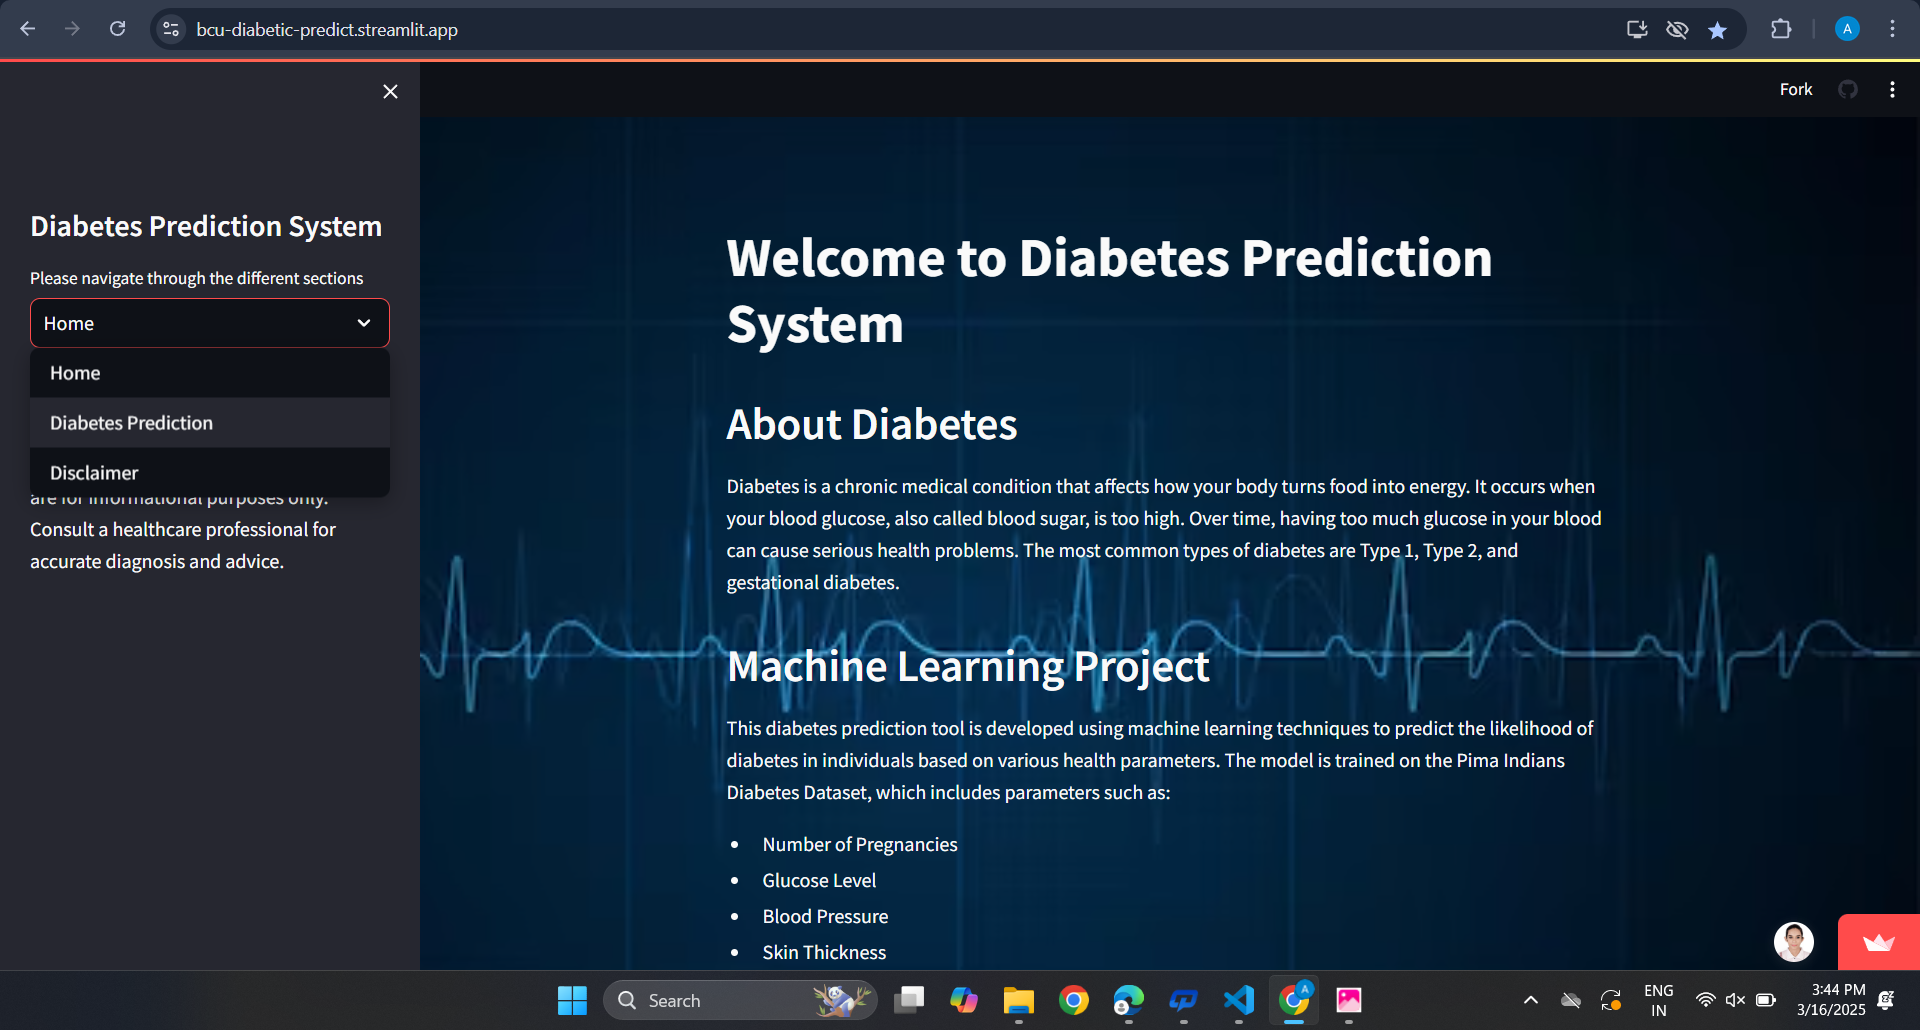 bcu-diabetic-predict.streamlit.app
A
Fork
Diabetes Prediction System
Please navigate through the different sections
Home
Home
Diabetes Prediction
Disclaimer
are for informational purposes only.
Consult a healthcare professional for
accurate diagnosis and advice.
Welcome to Diabetes Prediction
System
About Diabetes
Diabetes is a chronic medical condition that affects how your body turns food into energy. It occurs when
your blood glucose, also called blood sugar, is too high. Over time, having too much glucose in your blood
can cause serious health problems. The most common types of diabetes are Type 1, Type 2, and
gestational diabetes.
Machine Learning Project
This diabetes prediction tool is developed using machine learning techniques to predict the likelihood of
diabetes in individuals based on various health parameters. The model is trained on the Pima Indians
Diabetes Dataset, which includes parameters such as:
• Number of Pregnancies
• Glucose Level
• Blood Pressure
• Skin Thickness
Search
A
ENG
IN
3:44 PM
3/16/2025